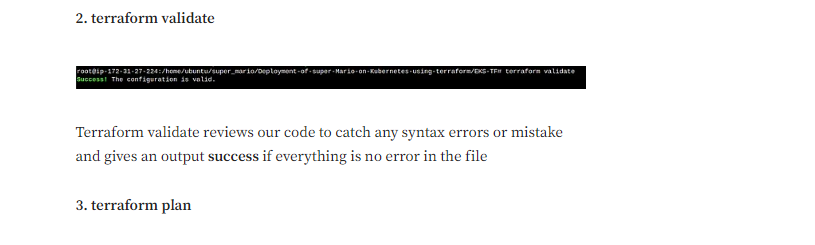 2. terraform validate
root@ip-172-31-27-224:/home/ubuntu/super_mario/Deployment-of-super-Mario-on-Kubernetes-using-terraform/EKS-TF# terraform validate
Success! The configuration is valid.
Terraform validate reviews our code to catch any syntax errors or mistake
and gives an output success if everything is no error in the file
3. terraform plan